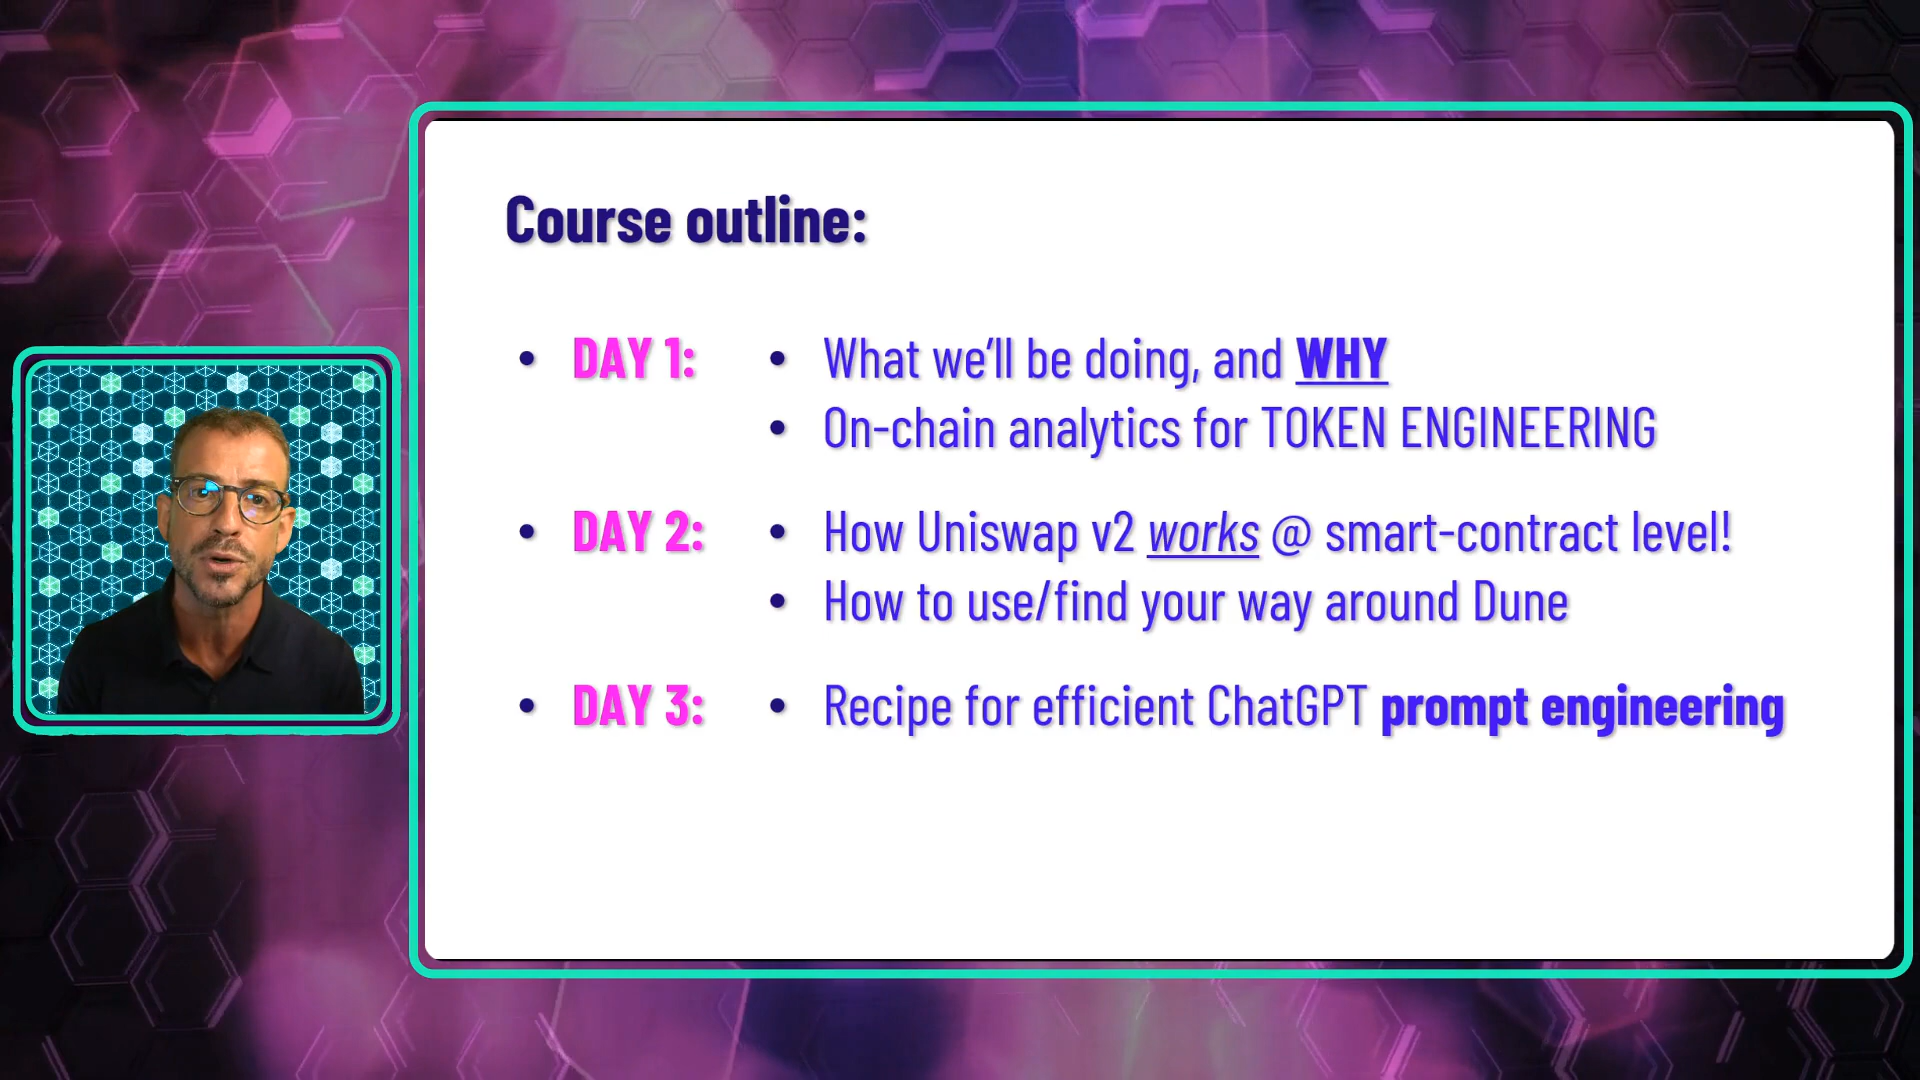 Course outline:
• DAY 1: • What we'll be doing, and WHY
• On-chain analytics for TOKEN ENGINEERING
• DAY 2: • How Uniswap v2 works @ smart-contract level!
• How to use/find your way around Dune
• DAY 3: • Recipe for efficient ChatGPT prompt engineering